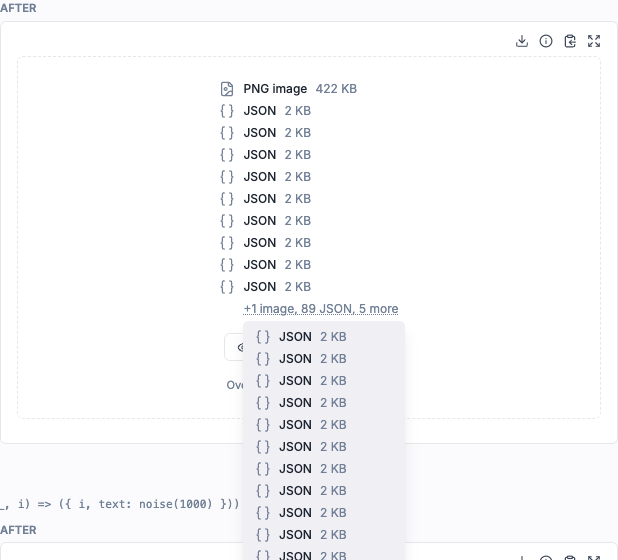 AFTER
PNG image 422 KB
{ } JSON 2 KB
{ } JSON 2 KB
{ } JSON 2 KB
{ } JSON 2 KB
{ } JSON 2 KB
{ } JSON 2 KB
{ } JSON 2 KB
{ } JSON 2 KB
{ } JSON 2 KB
+1 image, 89 JSON, 5 more
{ } JSON 2 KB
{ } JSON 2 KB
{ } JSON 2 KB
Ove
{ } JSON 2 KB
{ } JSON 2 KB
{ } JSON 2 KB
{ } JSON 2 KB
{ } JSON 2 KB
_, i) => ({ i, text: noise(1000) }))
{ } JSON 2 KB
AFTER
{ } JSON 2 KB
{ } JSON 2 KB